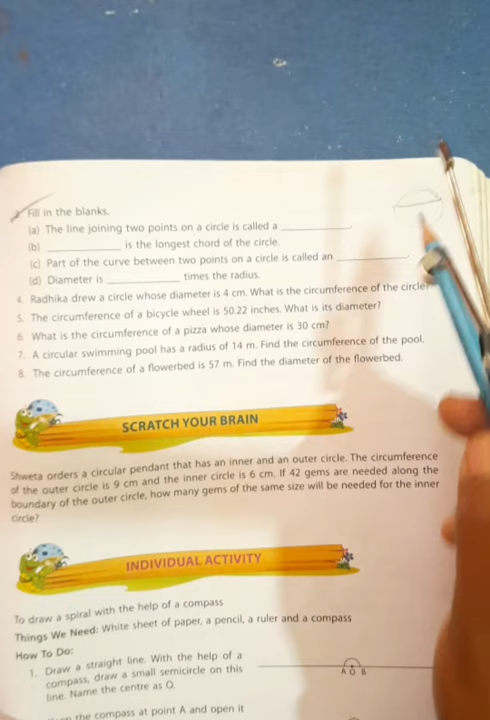 3. Fill in the blanks.
(a) The line joining two points on a circle is called a ____________.
(b) ____________ is the longest chord of the circle.
(c) Part of the curve between two points on a circle is called an ____________.
(d) Diameter is ____________ times the radius.
4. Radhika drew a circle whose diameter is 4 cm. What is the circumference of the circle?
5. The circumference of a bicycle wheel is 50.22 inches. What is its diameter?
6. What is the circumference of a pizza whose diameter is 30 cm?
7. A circular swimming pool has a radius of 14 m. Find the circumference of the pool.
8. The circumference of a flowerbed is 57 m. Find the diameter of the flowerbed.
SCRATCH YOUR BRAIN
Shweta orders a circular pendant that has an inner and an outer circle. The circumference
of the outer circle is 9 cm and the inner circle is 6 cm. If 42 gems are needed along the
boundary of the outer circle, how many gems of the same size will be needed for the inner
circle?
INDIVIDUAL ACTIVITY
To draw a spiral with the help of a compass
Things We Need: White sheet of paper, a pencil, a ruler and a compass
How To Do:
1. Draw a straight line. With the help of a
compass, draw a small semicircle on this
line. Name the centre as O.
A O B
the compass at point A and open it